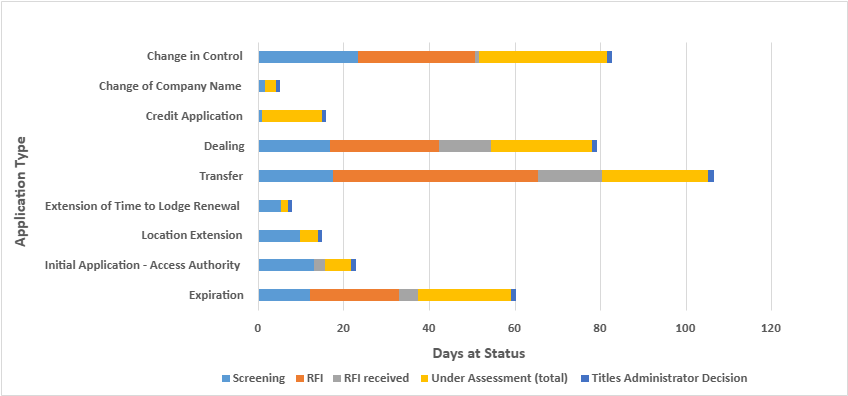 Application Type
Change in Control
Change of Company Name
Credit Application
Dealing
Transfer
Extension of Time to Lodge Renewal
Location Extension
Initial Application - Access Authority
Expiration
0 20 40 60 80 100 120
Days at Status
Screening RFI RFI received Under Assessment (total) Titles Administrator Decision